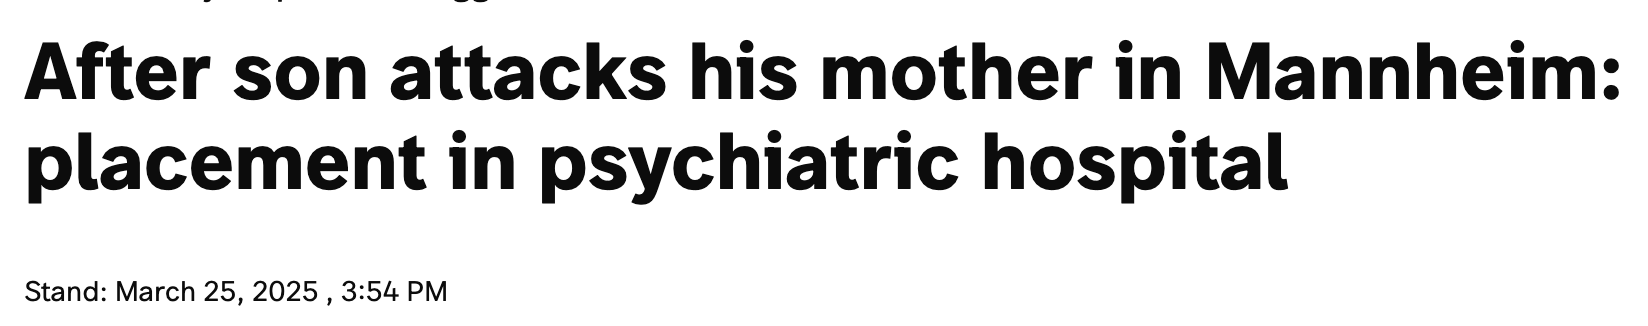 After son attacks his mother in Mannheim:
placement in psychiatric hospital
Stand: March 25, 2025 , 3:54 PM